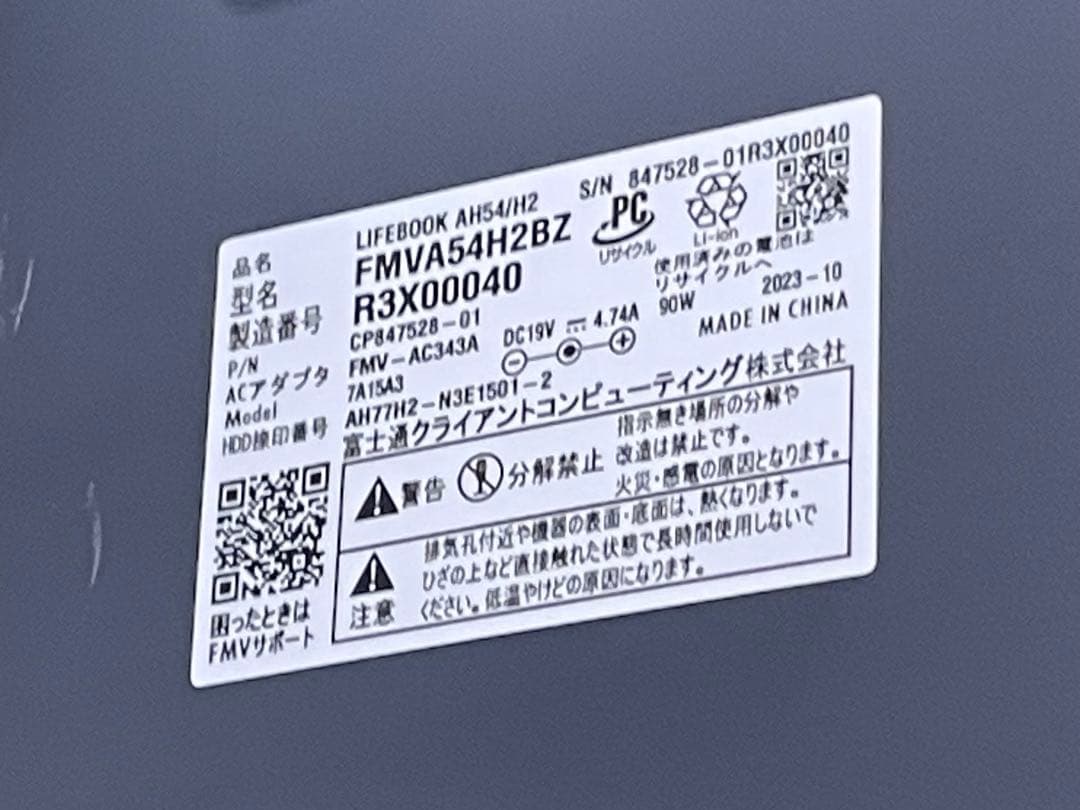 S/N 847528-01R3X00040
品名 LIFEBOOK AH54/H2
型名 FMVA54H2BZ
製造番号 R3X00040
P/N CP847528-01
ACアダプタ FMV-AC343A
DC19V 4.74A 90W 2023-10
Model 7A15A3
MADE IN CHINA
HDD捺印番号 AH77H2-N3E1501-2
富士通クライアントコンピューティング株式会社
PC
リサイクル
Li-ion
使用済みの電池は
リサイクルへ
警告 分解禁止
指示無き場所の分解や
改造は禁止です。
火災・感電の原因となります。
注意
排気孔付近や機器の表面・底面は、熱くなります。
ひざの上など直接触れた状態で長時間使用しないで
ください。低温やけどの原因になります。
困ったときは
FMVサポート